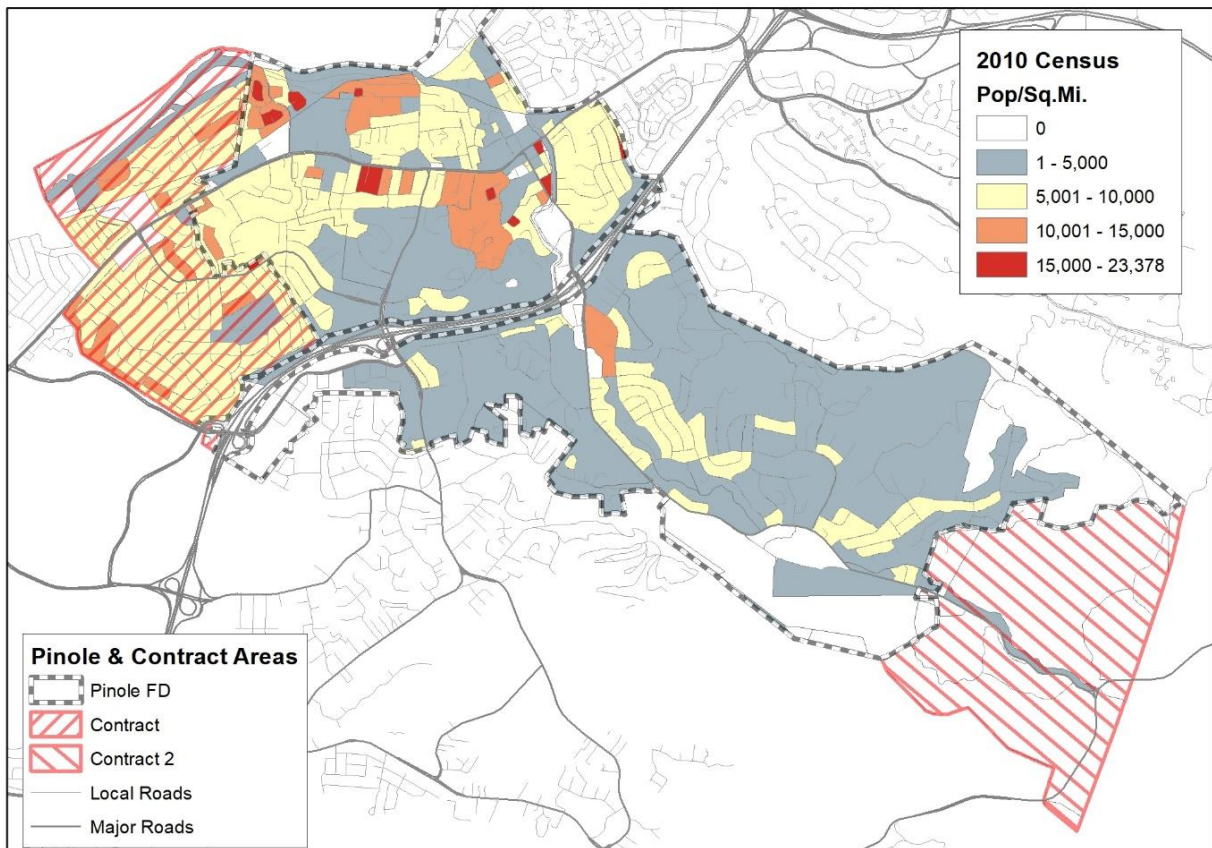 2010 Census
Pop/Sq.Mi.
0
1 - 5,000
5,001 - 10,000
10,001 - 15,000
15,000 - 23,378
Pinole & Contract Areas
Pinole FD
Contract
Contract 2
Local Roads
Major Roads